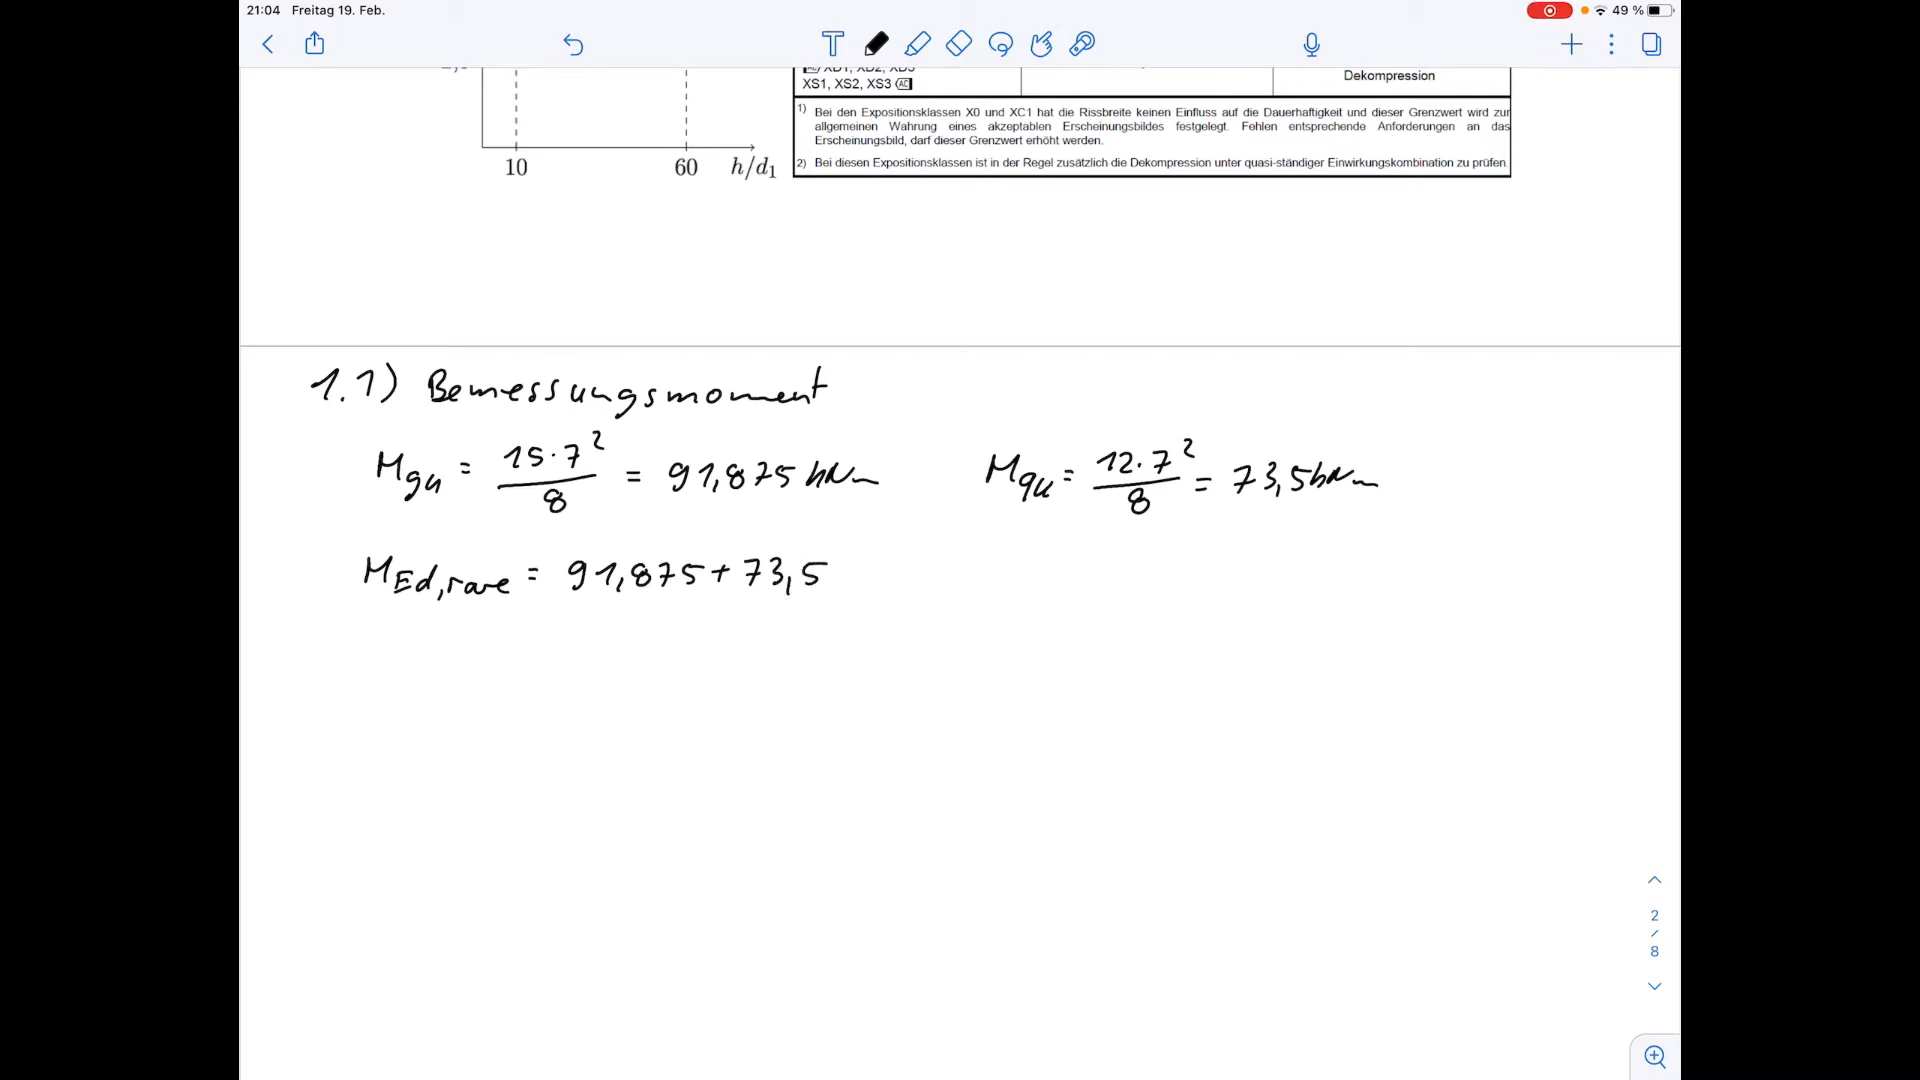 21:04 Freitag 19. Feb. 49 %
XS1, XS2, XS3 AC
Dekompression
1) Bei den Expositionsklassen X0 und XC1 hat die Rissbreite keinen Einfluss auf die Dauerhaftigkeit und dieser Grenzwert wird zur
allgemeinen Wahrung eines akzeptablen Erscheinungsbildes festgelegt. Fehlen entsprechende Anforderungen an das
Erscheinungsbild, darf dieser Grenzwert erhöht werden.
2) Bei diesen Expositionsklassen ist in der Regel zusätzlich die Dekompression unter quasi-ständiger Einwirkungskombination zu prüfen.
10 60 h/d₁
1.1) Bemessungsmoment
M_gk = 15·7² / 8 = 91,875 kNm M_qk = 12·7² / 8 = 73,5 kNm
M_Ed,rare = 91,875 + 73,5
2
/
8